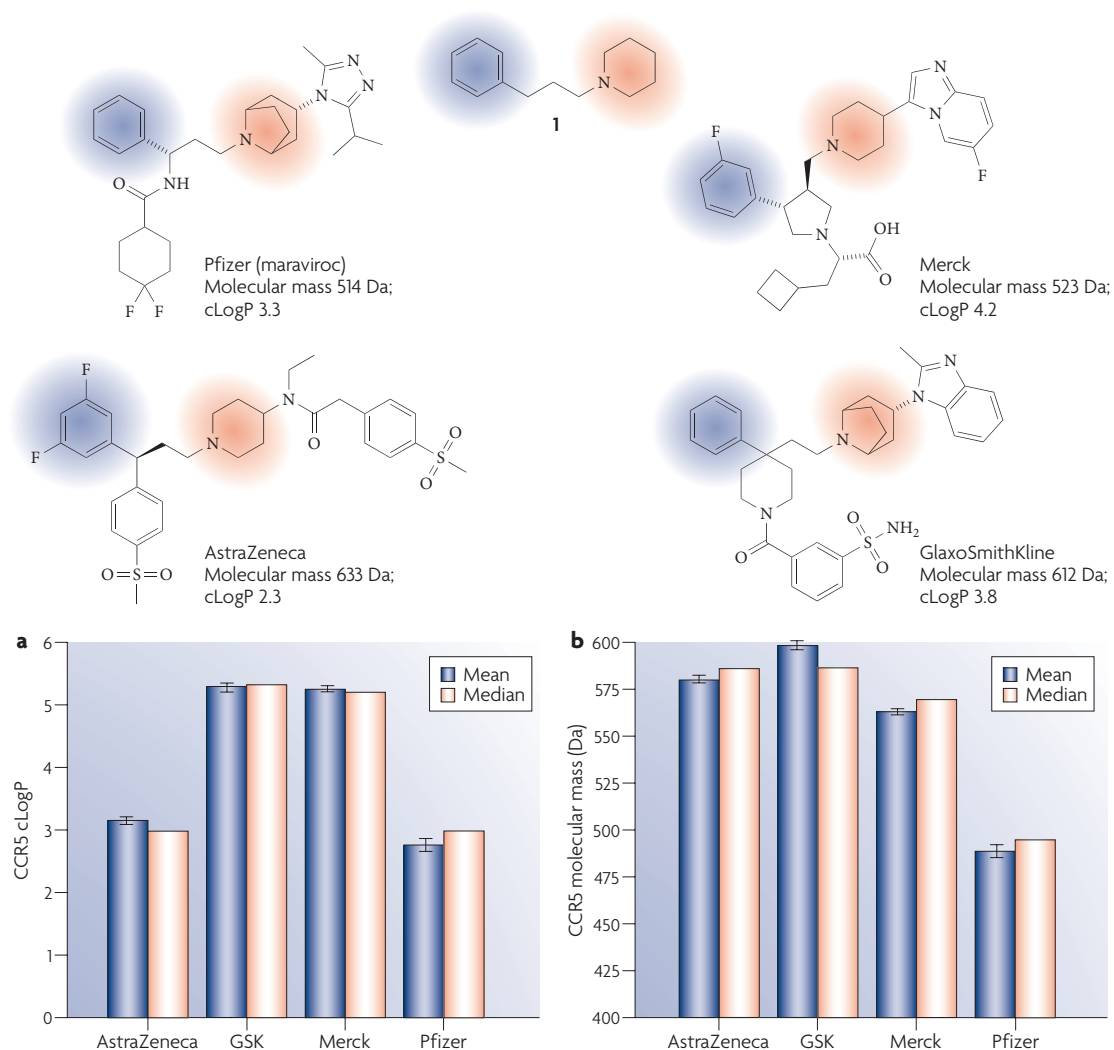 CH₃
N
N
N
N
O
NH
F
F
Pfizer (maraviroc)
Molecular mass 514 Da;
cLogP 3.3
N
1
F
N
N
N
F
N
OH
O
Merck
Molecular mass 523 Da;
cLogP 4.2
F
F
N
N
O
O
S
O
O
S
O
AstraZeneca
Molecular mass 633 Da;
cLogP 2.3
N
N
N
N
O
O
S
NH₂
O
GlaxoSmithKline
Molecular mass 612 Da;
cLogP 3.8
a
6
5
4
3
2
1
0
CCR5 cLogP
Mean
Median
AstraZeneca GSK Merck Pfizer
b
600
575
550
525
500
475
450
425
400
CCR5 molecular mass (Da)
Mean
Median
AstraZeneca GSK Merck Pfizer